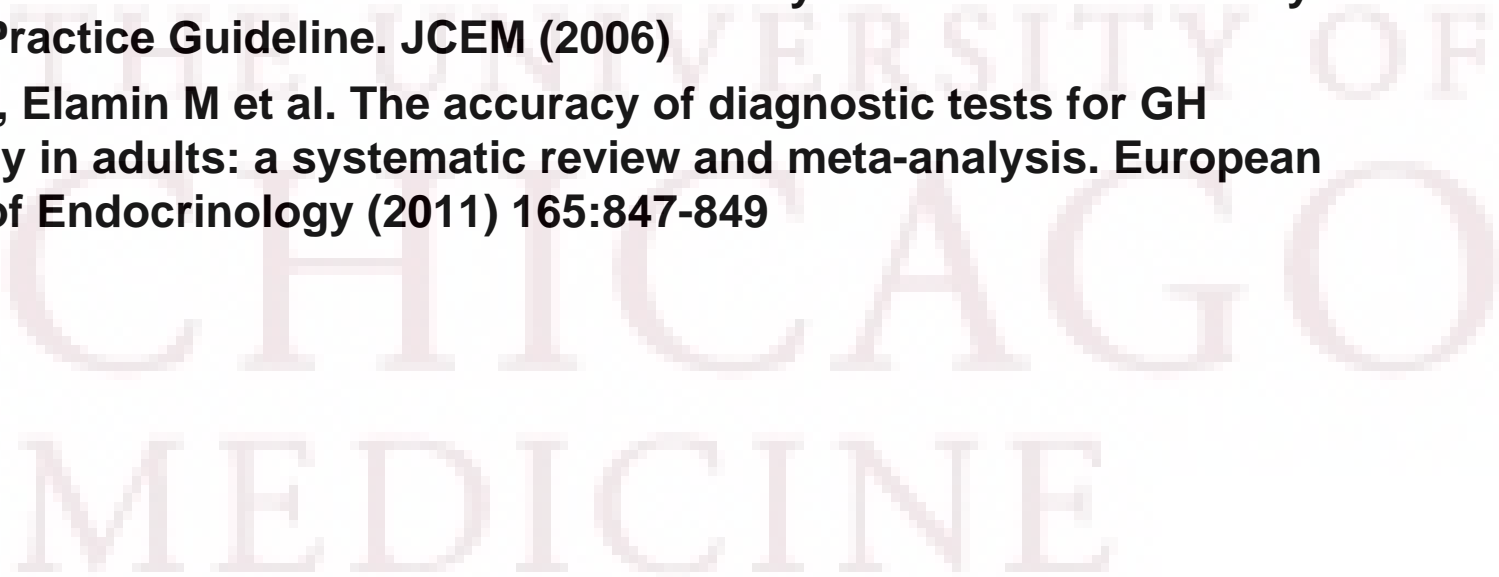 Practice Guideline. JCEM (2006)
, Elamin M et al. The accuracy of diagnostic tests for GH
y in adults: a systematic review and meta-analysis. European
of Endocrinology (2011) 165:847-849
THE UNIVERSITY OF
CHICAGO
MEDICINE